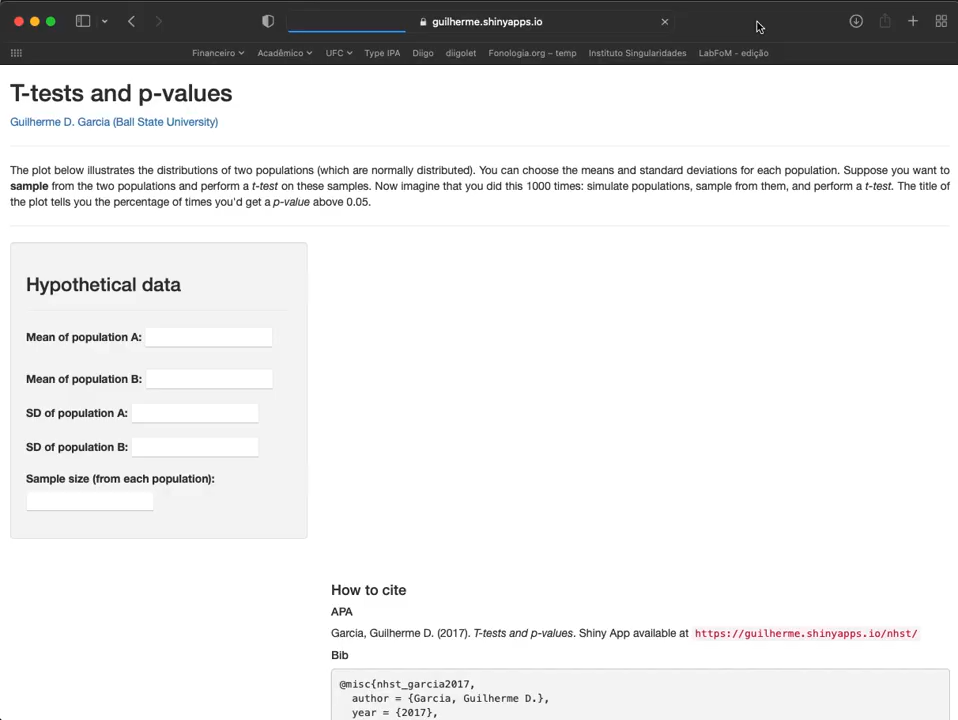 guilherme.shinyapps.io
Financeiro Acadêmico UFC Type IPA Diigo diigolet Fonologia.org – temp Instituto Singularidades LabFoM - edição
T-tests and p-values
Guilherme D. Garcia (Ball State University)
The plot below illustrates the distributions of two populations (which are normally distributed). You can choose the means and standard deviations for each population. Suppose you want to
sample from the two populations and perform a t-test on these samples. Now imagine that you did this 1000 times: simulate populations, sample from them, and perform a t-test. The title of
the plot tells you the percentage of times you'd get a p-value above 0.05.
Hypothetical data
Mean of population A:
Mean of population B:
SD of population A:
SD of population B:
Sample size (from each population):
How to cite
APA
Garcia, Guilherme D. (2017). T-tests and p-values. Shiny App available at https://guilherme.shinyapps.io/nhst/
Bib
@misc{nhst_garcia2017,
author = {Garcia, Guilherme D.},
year = {2017},